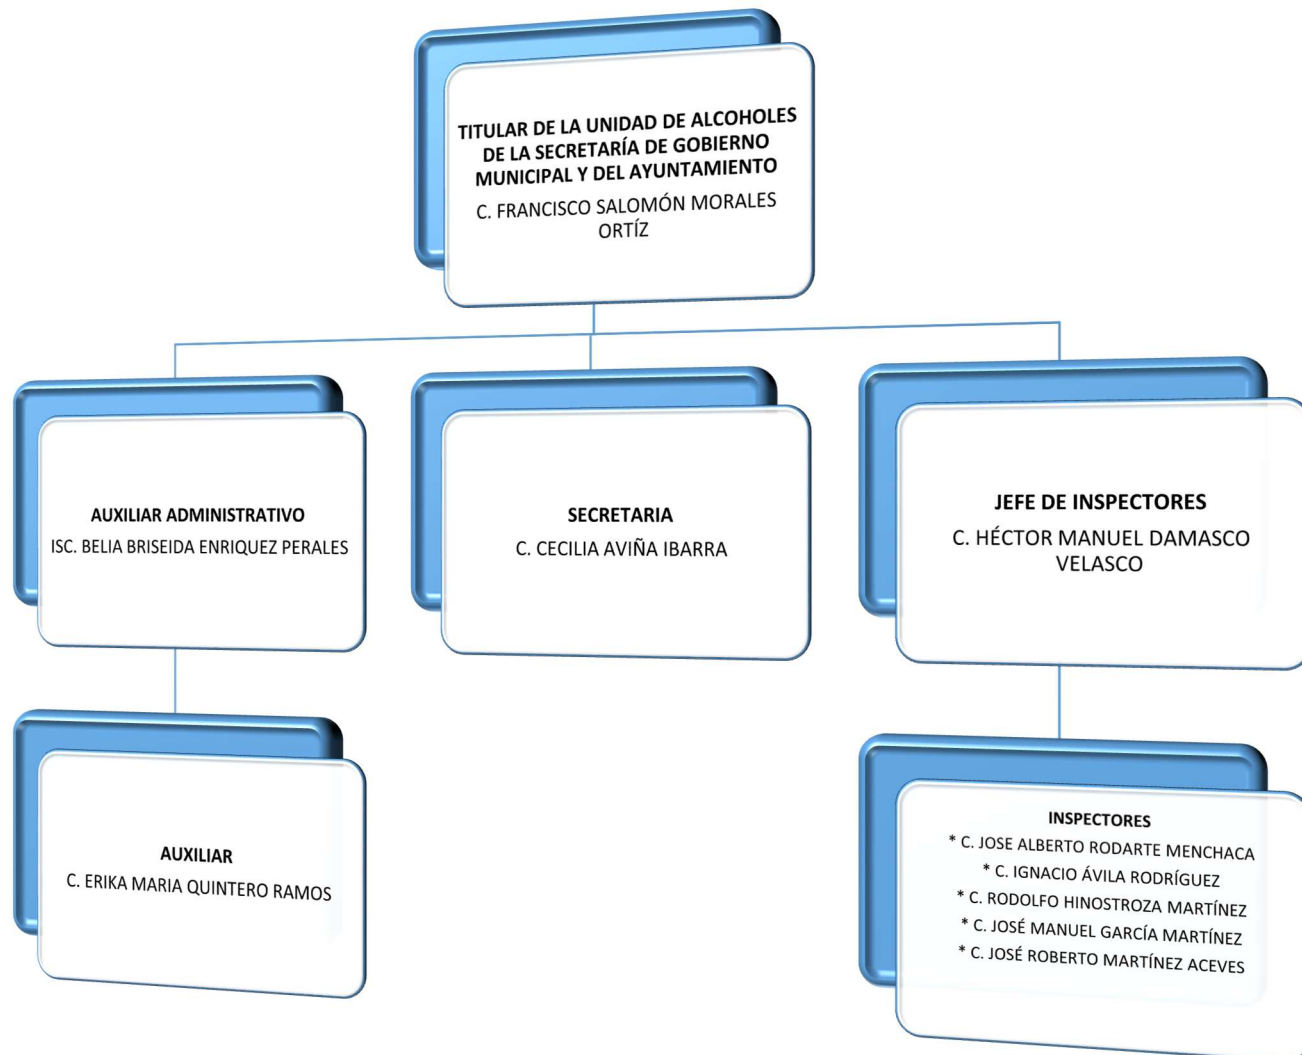 TITULAR DE LA UNIDAD DE ALCOHOLES
DE LA SECRETARÍA DE GOBIERNO
MUNICIPAL Y DEL AYUNTAMIENTO
C. FRANCISCO SALOMÓN MORALES
ORTÍZ
AUXILIAR ADMINISTRATIVO
ISC. BELIA BRISEIDA ENRIQUEZ PERALES
SECRETARIA
C. CECILIA AVIÑA IBARRA
JEFE DE INSPECTORES
C. HÉCTOR MANUEL DAMASCO
VELASCO
AUXILIAR
C. ERIKA MARIA QUINTERO RAMOS
INSPECTORES
* C. JOSE ALBERTO RODARTE MENCHACA
* C. IGNACIO ÁVILA RODRÍGUEZ
* C. RODOLFO HINOSTROZA MARTÍNEZ
* C. JOSÉ MANUEL GARCÍA MARTÍNEZ
* C. JOSÉ ROBERTO MARTÍNEZ ACEVES